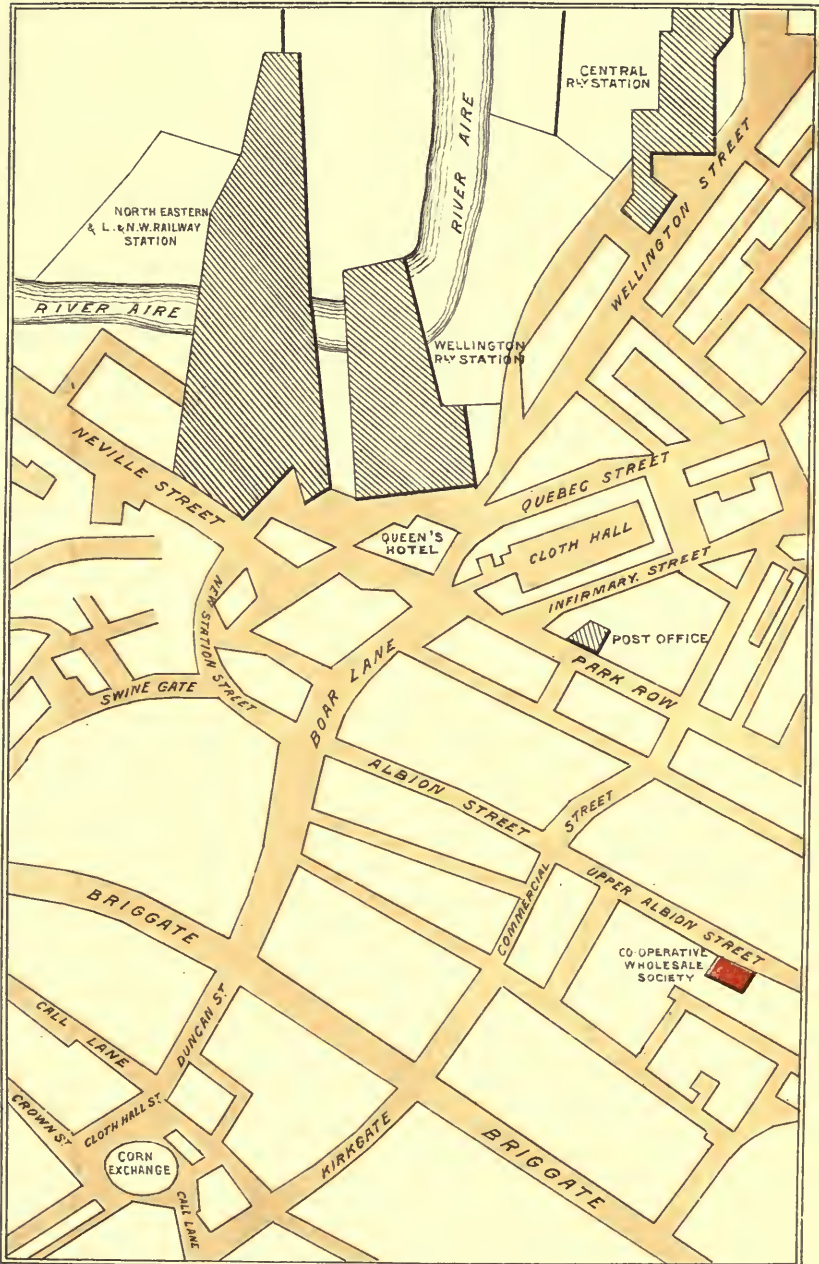 CENTRAL
RLY STATION
RIVER AIRE
WELLINGTON STREET
NORTH EASTERN
& L. & N.W. RAILWAY
STATION
RIVER AIRE
WELLINGTON
RLY STATION
NEVILLE STREET
QUEBEC STREET
QUEEN'S
HOTEL
CLOTH HALL
INFIRMARY. STREET
NEW STATION STREET
POST OFFICE
PARK ROW
BOAR LANE
SWINE GATE
ALBION STREET
COMMERCIAL STREET
UPPER ALBION STREET
BRIGGATE
CO-OPERATIVE
WHOLESALE
SOCIETY
CALL LANE
DUNCAN ST.
CROWN ST.
CLOTH HALL ST.
CORN
EXCHANGE
KIRKGATE
BRIGGATE
CALL LANE